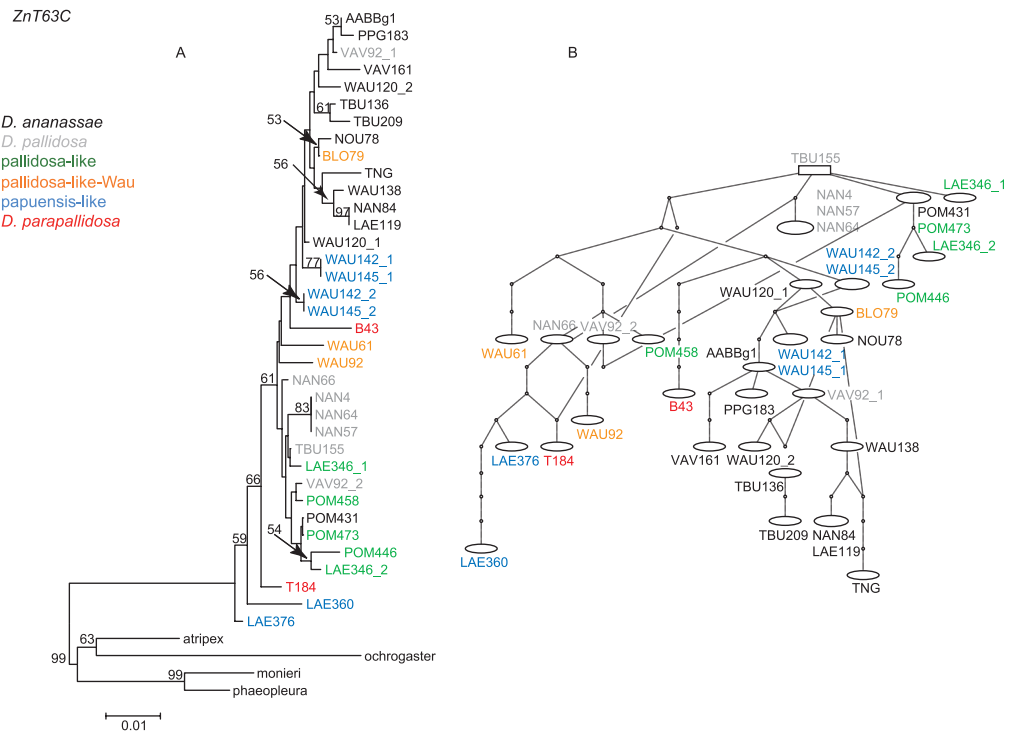 ZnT63C
A
B
D. ananassae
D. pallidosa
pallidosa-like
pallidosa-like-Wau
papuensis-like
D. parapallidosa
53
AABBg1
PPG183
VAV92_1
VAV161
WAU120_2
61
TBU136
TBU209
53
NOU78
BLO79
56
TNG
WAU138
97
NAN84
LAE119
WAU120_1
77
WAU142_1
WAU145_1
56
WAU142_2
WAU145_2
B43
WAU61
WAU92
61
NAN66
NAN4
83
NAN64
NAN57
TBU155
LAE346_1
66
VAV92_2
POM458
POM431
54
POM473
POM446
59
LAE346_2
T184
LAE360
LAE376
63
atripex
99
ochrogaster
99
monieri
phaeopleura
0.01
TBU155
LAE346_1
NAN4
NAN57
NAN64
POM431
POM473
LAE346_2
WAU142_2
WAU145_2
POM446
WAU120_1
BLO79
NAN66
VAV92_2
WAU61
POM458
NOU78
AABBg1
WAU142_1
WAU145_1
B43
PPG183
VAV92_1
WAU92
LAE376
T184
VAV161
WAU120_2
WAU138
TBU136
TBU209
NAN84
LAE119
LAE360
TNG